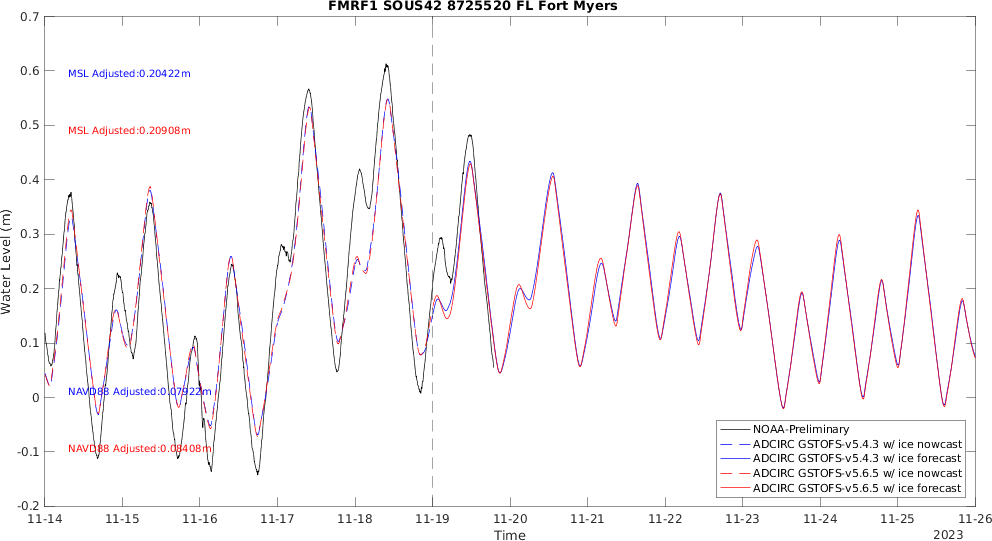 FMRF1 SOUS42 8725520 FL Fort Myers
0.7
0.6
0.5
0.4
0.3
0.2
0.1
0
-0.1
-0.2
Water Level (m)
MSL Adjusted:0.20422m
MSL Adjusted:0.20908m
NAVD88 Adjusted:0.07922m
NAVD88 Adjusted:0.08408m
NOAA-Preliminary
ADCIRC GSTOFS-v5.4.3 w/ ice nowcast
ADCIRC GSTOFS-v5.4.3 w/ ice forecast
ADCIRC GSTOFS-v5.6.5 w/ ice nowcast
ADCIRC GSTOFS-v5.6.5 w/ ice forecast
11-14 11-15 11-16 11-17 11-18 11-19 11-20 11-21 11-22 11-23 11-24 11-25 11-26
Time
2023